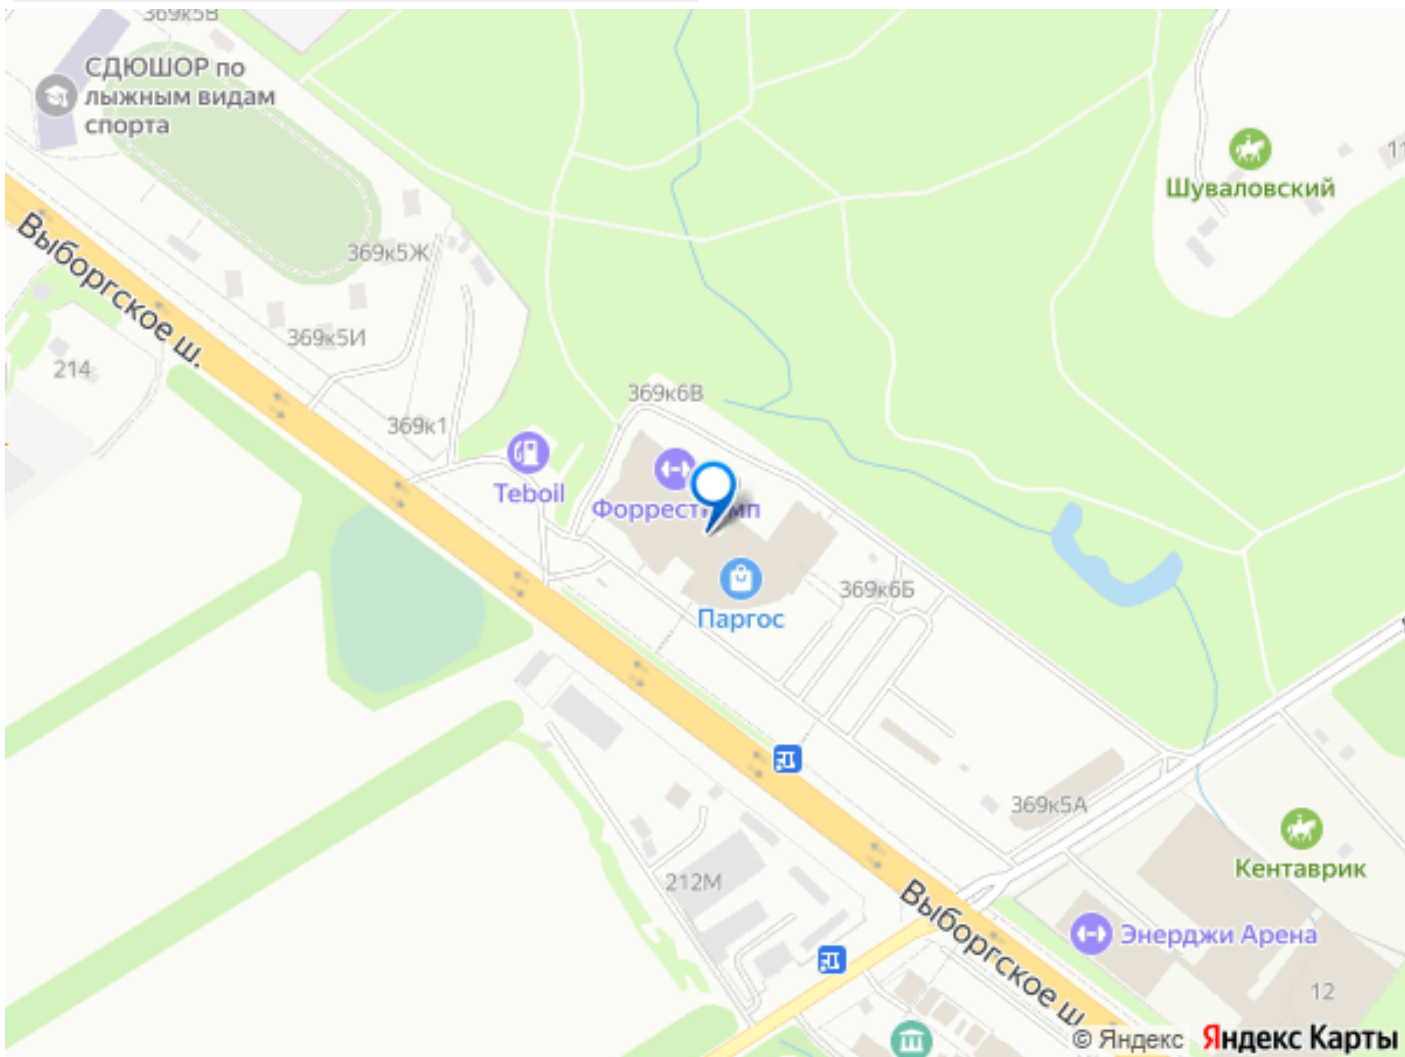 369к5В
СДЮШОР по
лыжным видам
спорта
Шуваловский
Выборгское ш.
369к5Ж
369к5И
214
369к6В
369к1
Teboil
Паргос
369к6Б
369к5А
Кентаврик
212М
Выборгское ш.
Энерджи Арена
12
© Яндекс Яндекс Карты